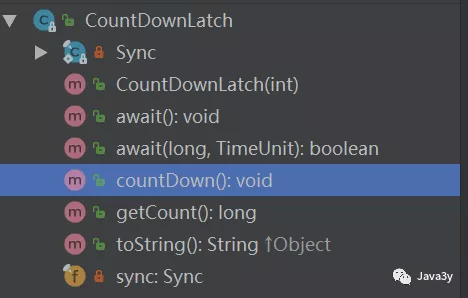 CountDownLatch
Sync
CountDownLatch(int)
await(): void
await(long, TimeUnit): boolean
countDown(): void
getCount(): long
toString(): String ↑Object
sync: Sync
Java3y